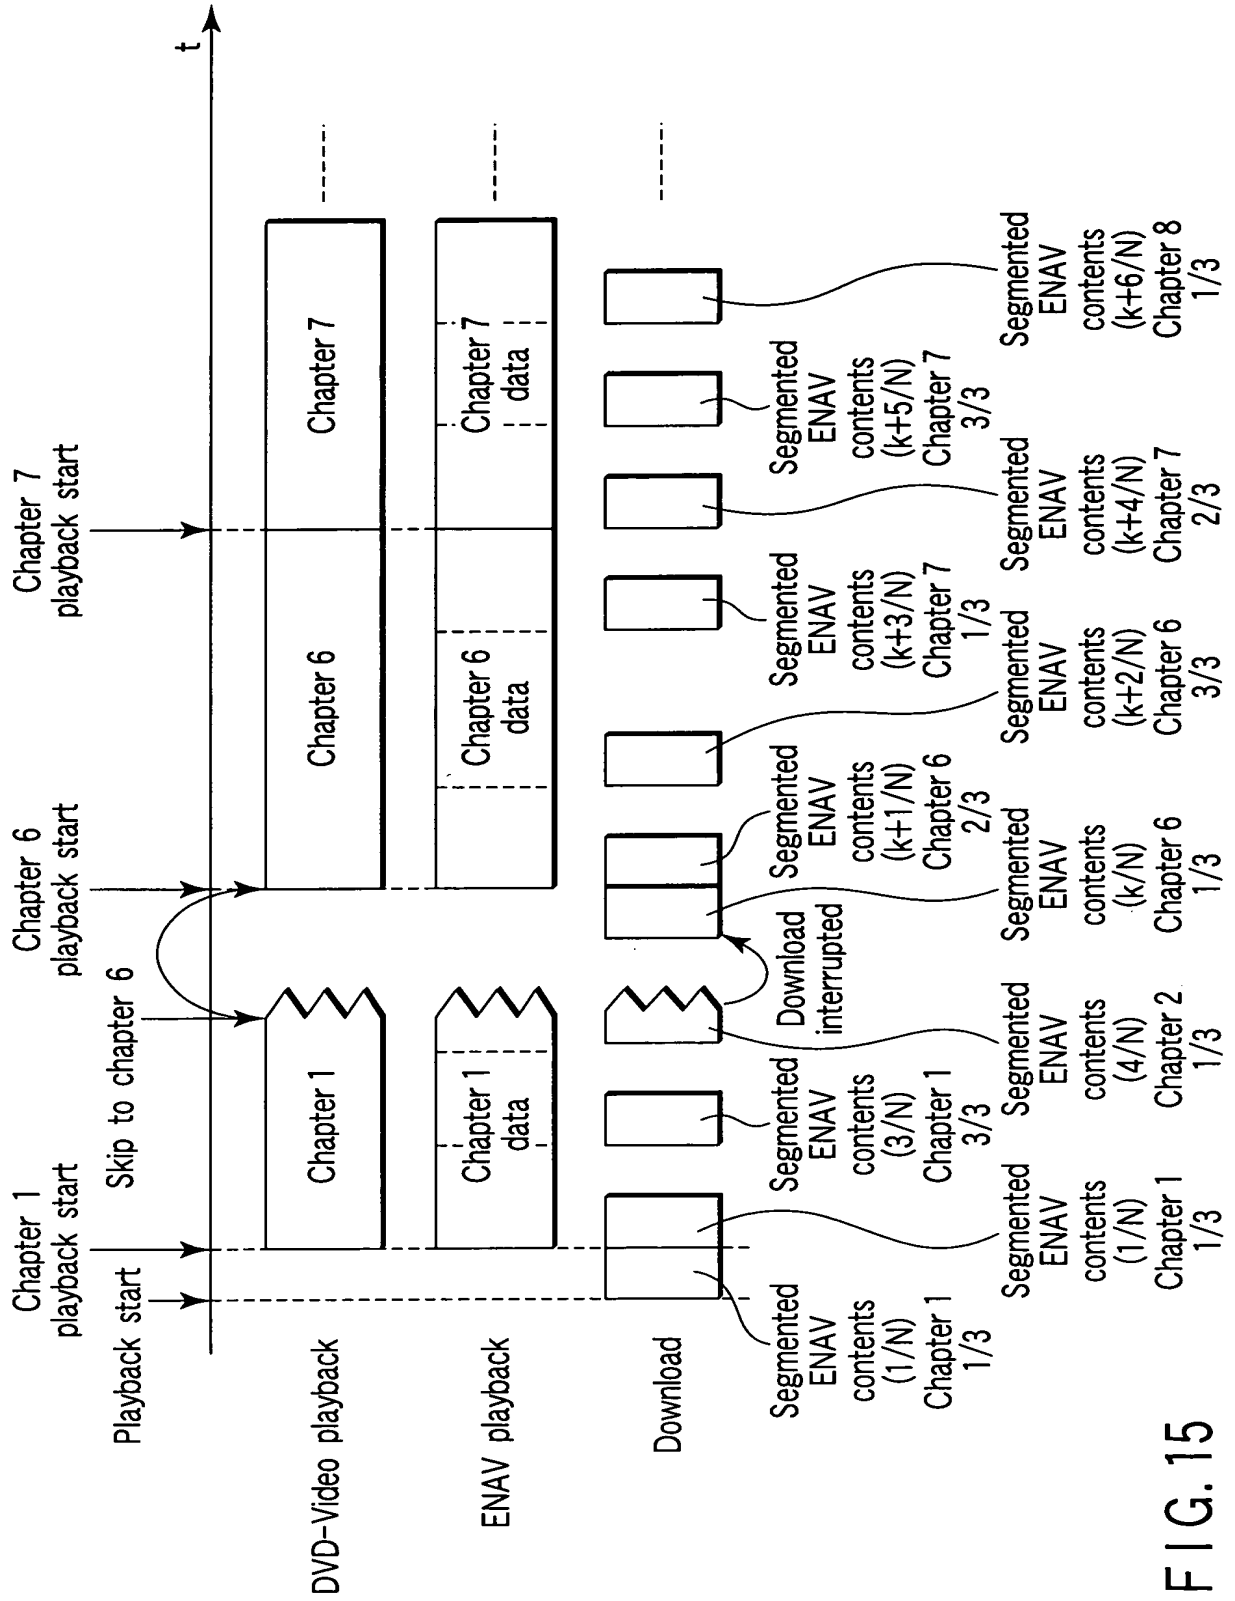 Playback start
Chapter 1
playback start
Skip to chapter 6
Chapter 6
playback start
Chapter 7
playback start
t
DVD-Video playback
Chapter 1
Chapter 6
Chapter 7
ENAV playback
Chapter 1
data
Chapter 6
data
Chapter 7
data
Download
Download
interrupted
Segmented
ENAV
contents
(1/N)
Chapter 1
1/3
Segmented
ENAV
contents
(1/N)
Chapter 1
1/3
Segmented
ENAV
contents
(3/N)
Chapter 1
3/3
Segmented
ENAV
contents
(4/N)
Chapter 2
1/3
Segmented
ENAV
contents
(k/N)
Chapter 6
1/3
Segmented
ENAV
contents
(k+1/N)
Chapter 6
2/3
Segmented
ENAV
contents
(k+2/N)
Chapter 6
3/3
Segmented
ENAV
contents
(k+3/N)
Chapter 7
1/3
Segmented
ENAV
contents
(k+4/N)
Chapter 7
2/3
Segmented
ENAV
contents
(k+5/N)
Chapter 7
3/3
Segmented
ENAV
contents
(k+6/N)
Chapter 8
1/3
FIG. 15